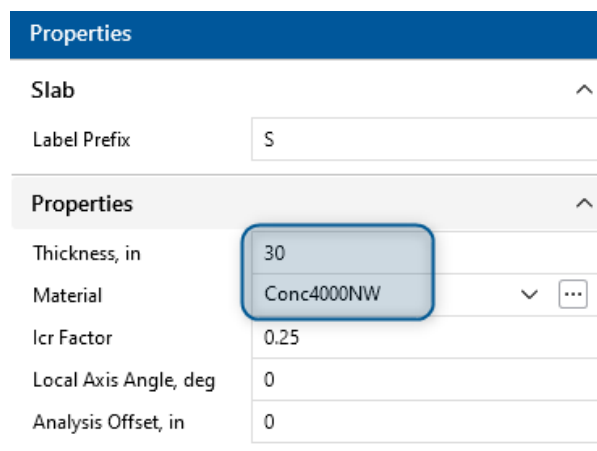 Properties
Slab
Label Prefix S
Properties
Thickness, in 30
Material Conc4000NW
Icr Factor 0.25
Local Axis Angle, deg 0
Analysis Offset, in 0